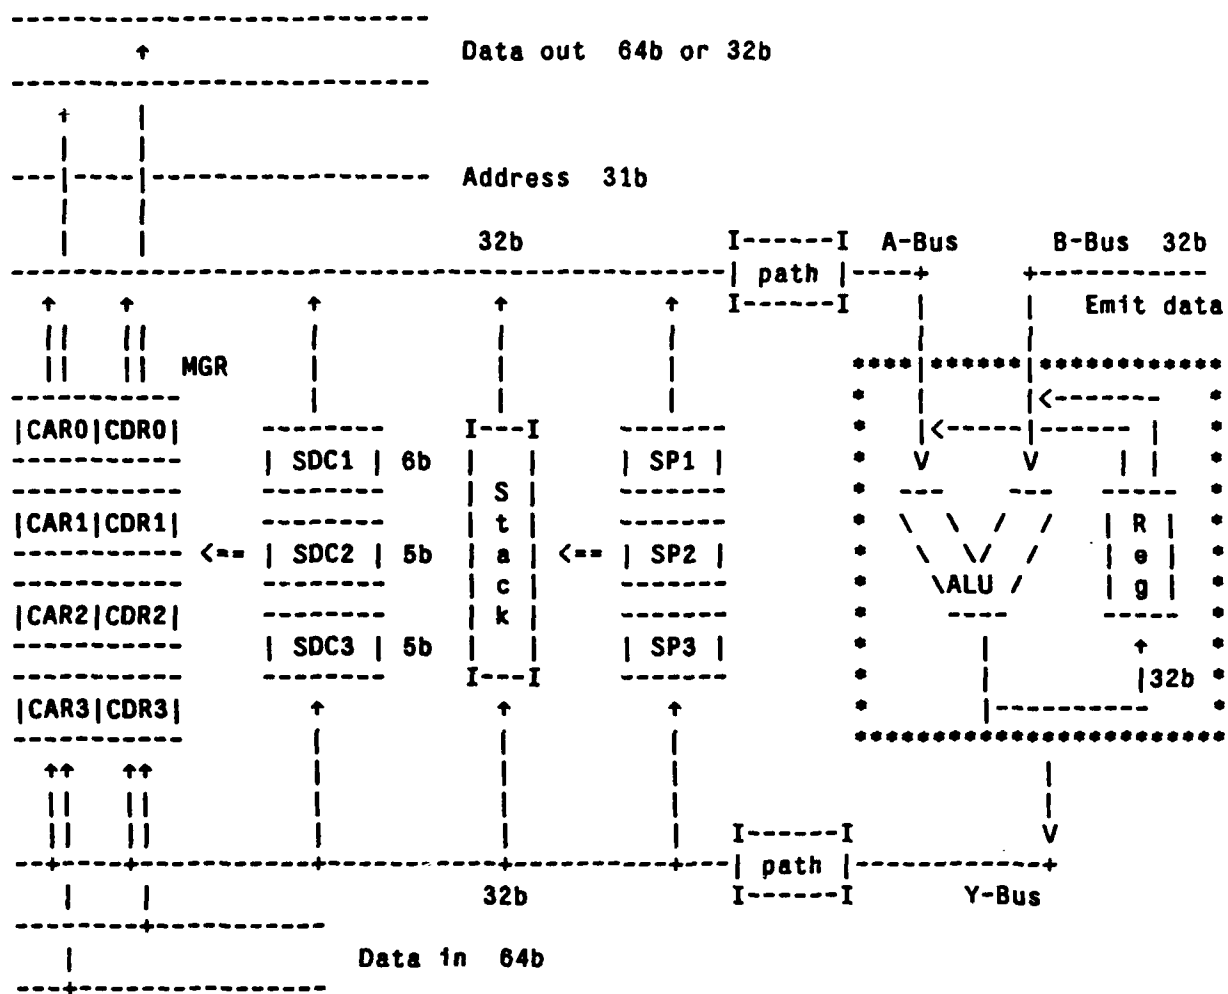 Data out 64b or 32b
Address 31b
32b
path
A-Bus
B-Bus 32b
Emit data
MGR
|CAR0|CDR0|
|CAR1|CDR1|
|CAR2|CDR2|
|CAR3|CDR3|
<==
| SDC1 | 6b
| SDC2 | 5b
| SDC3 | 5b
Stack
<==
| SP1 |
| SP2 |
| SP3 |
ALU
Reg
32b
path
32b
Y-Bus
Data in 64b